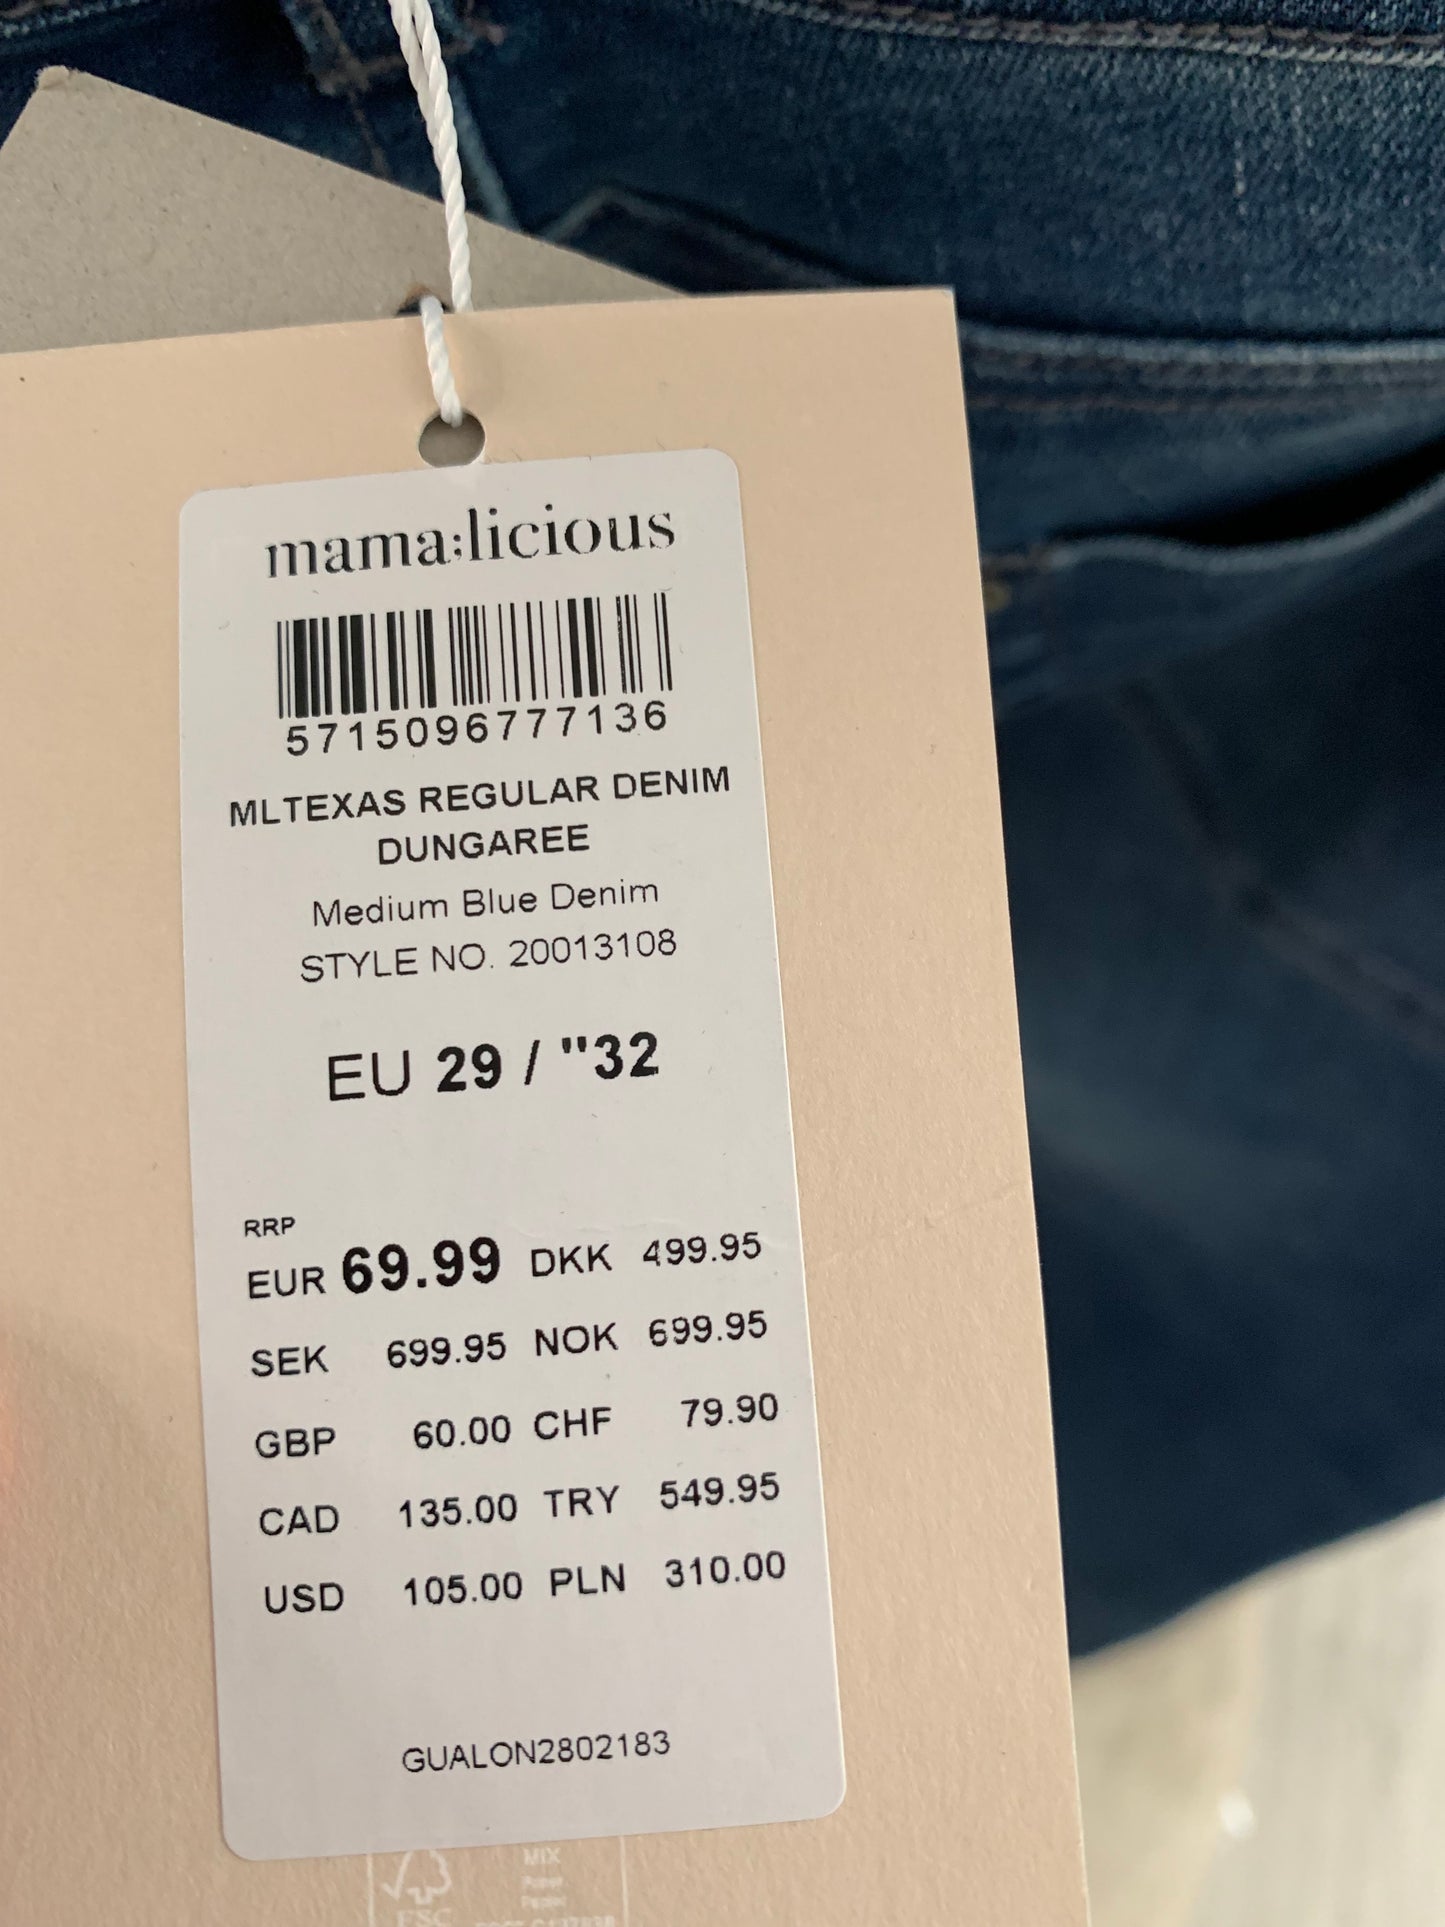 mama:licious
5715096777136
MLTEXAS REGULAR DENIM
DUNGAREE
Medium Blue Denim
STYLE NO. 20013108
EU 29 / "32
RRP
EUR 69.99 DKK 499.95
SEK 699.95 NOK 699.95
GBP 60.00 CHF 79.90
CAD 135.00 TRY 549.95
USD 105.00 PLN 310.00
GUALON2802183
MIX
FSC